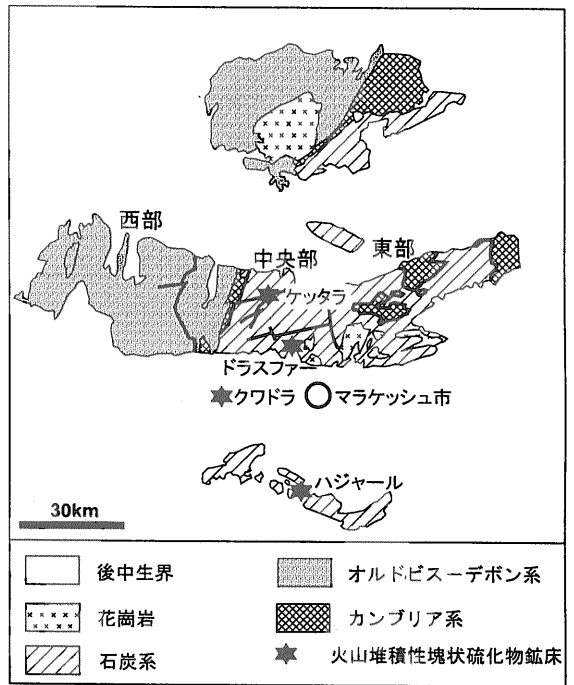 西部
中央部
東部
ケッタラ
ドラスファー
クワドラ
マラケッシュ市
ハジャール
30km
後中生界
オルドビスーデボン系
花崗岩
カンブリア系
石炭系
火山堆積性塊状硫化物鉱床